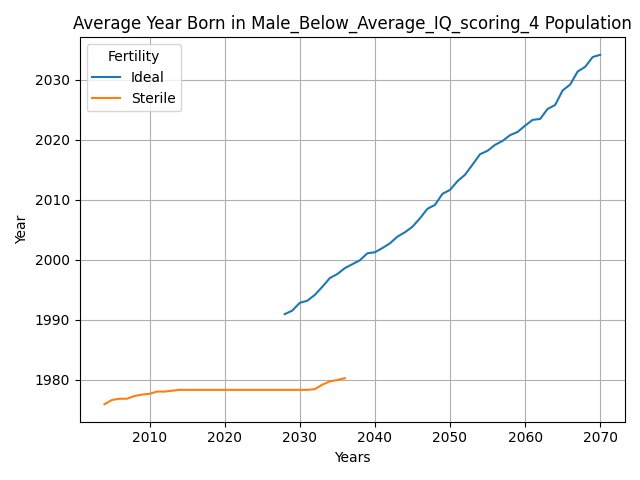 Average Year Born in Male_Below_Average_IQ_scoring_4 Population
Fertility
Ideal
Sterile
2030
2020
2010
2000
1990
1980
Year
2010 2020 2030 2040 2050 2060 2070
Years